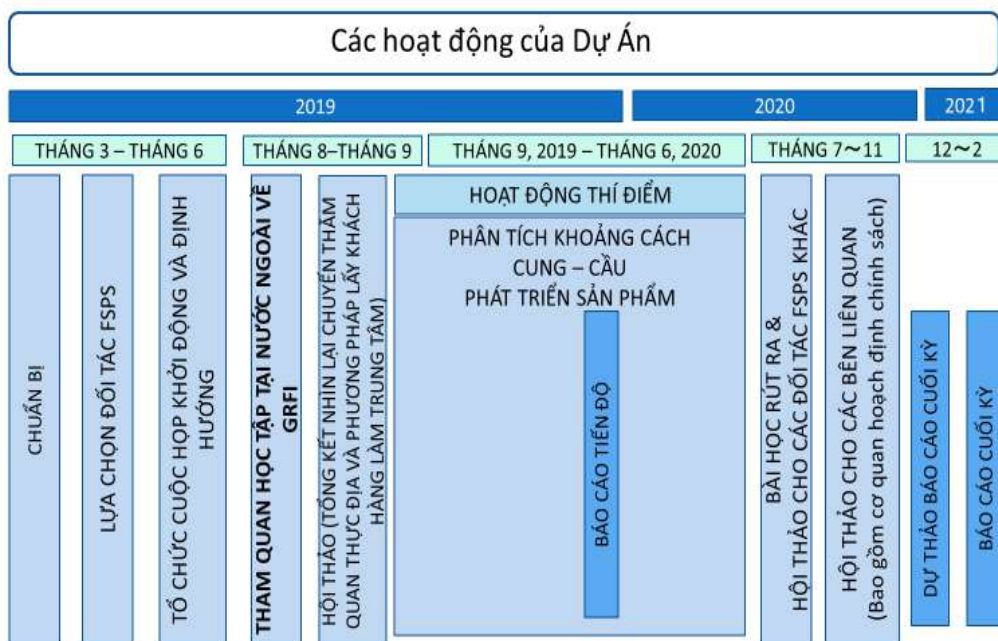 Các hoạt động của Dự Án
2019
2020
2021
THÁNG 3 – THÁNG 6
THÁNG 8–THÁNG 9
THÁNG 9, 2019 – THÁNG 6, 2020
THÁNG 7~11
12~2
CHUẨN BỊ
LỰA CHỌN ĐỐI TÁC FSPS
TỔ CHỨC CUỘC HỌP KHỞI ĐỘNG VÀ ĐỊNH
HƯỚNG
THAM QUAN HỌC TẬP TẠI NƯỚC NGOÀI VỀ
GRFI
HỘI THẢO (TỔNG KẾT NHÌN LẠI CHUYẾN THĂM
QUAN THỰC ĐỊA VÀ PHƯƠNG PHÁP LẤY KHÁCH
HÀNG LÀM TRUNG TÂM)
HOẠT ĐỘNG THÍ ĐIỂM
PHÂN TÍCH KHOẢNG CÁCH
CUNG – CẦU
PHÁT TRIỂN SẢN PHẨM
BÁO CÁO TIẾN ĐỘ
BÀI HỌC RÚT RA &
HỘI THẢO CHO CÁC ĐỐI TÁC FSPS KHÁC
HỘI THẢO CHO CÁC BÊN LIÊN QUAN
(Bao gồm cơ quan hoạch định chính sách)
DỰ THẢO BÁO CÁO CUỐI KỲ
BÁO CÁO CUỐI KỲ